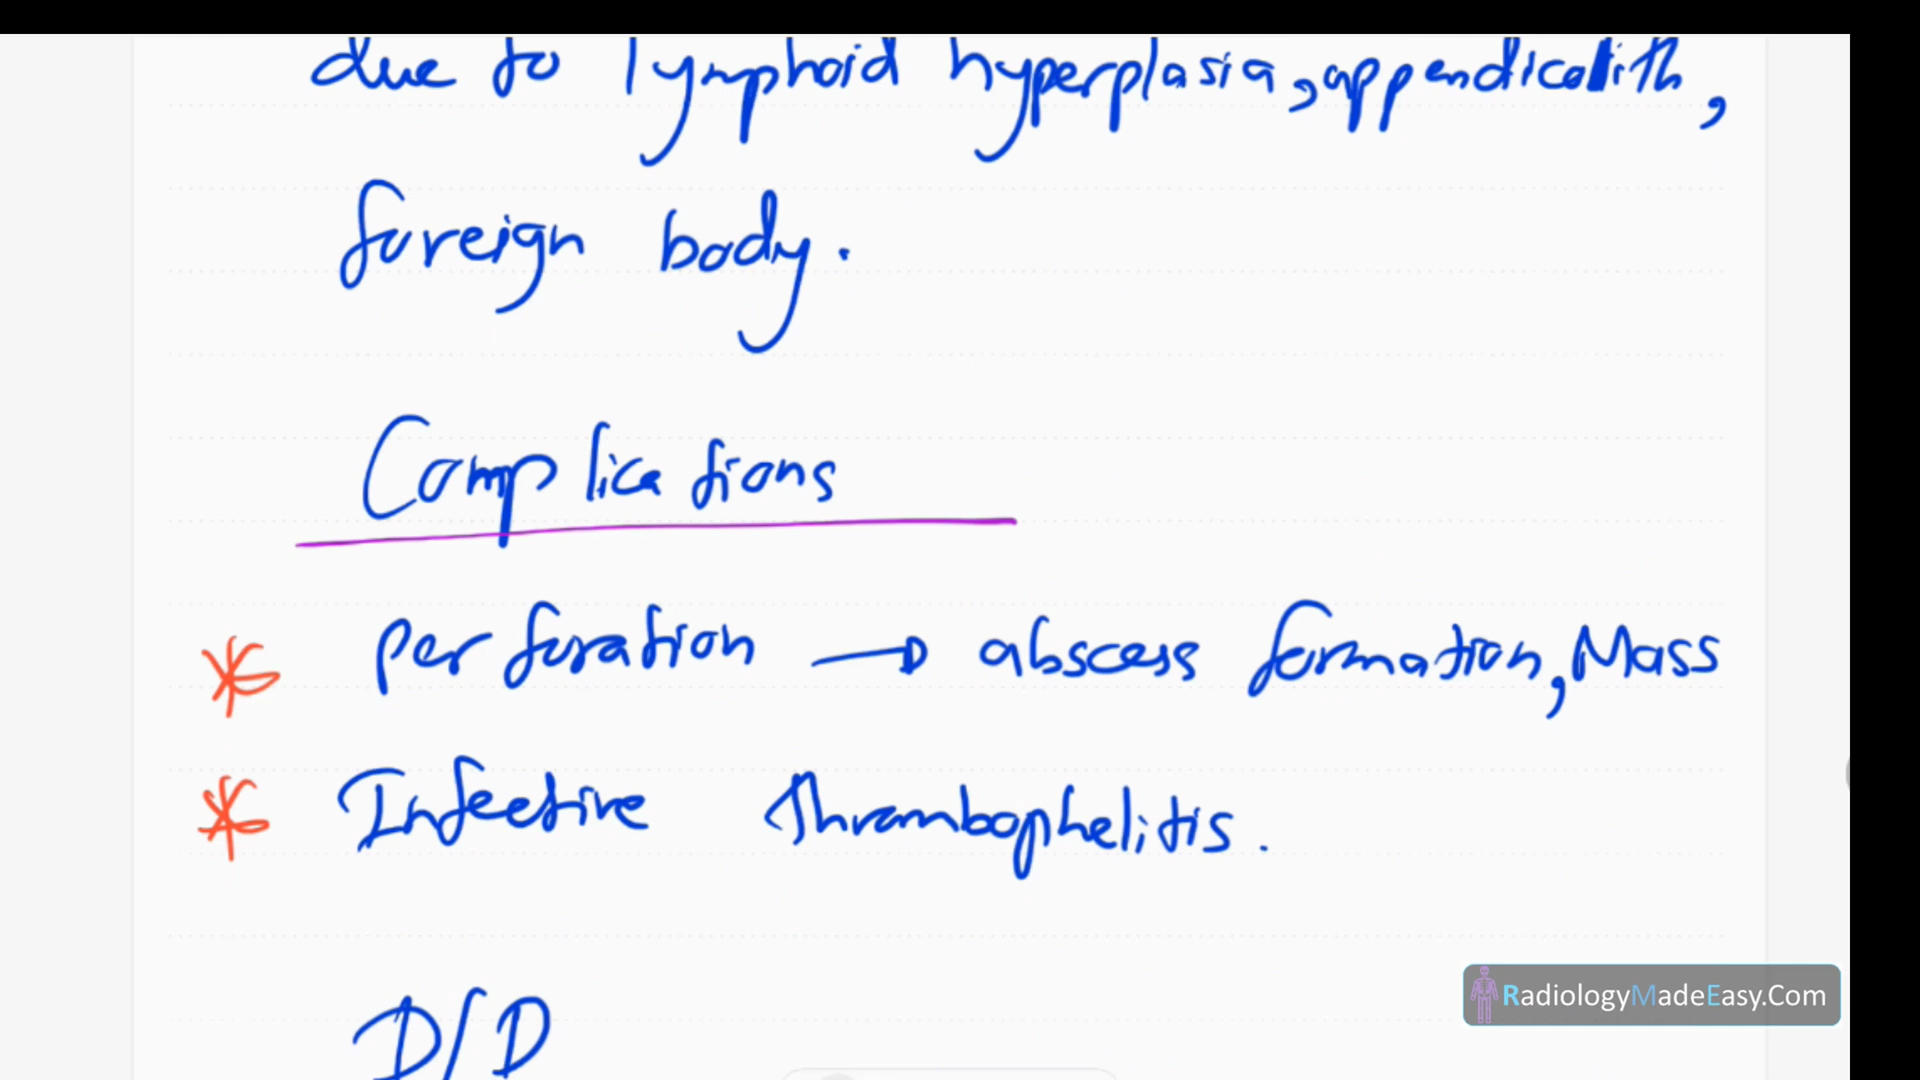 due to lymphoid hyperplasia, appendicolith,
foreign body.
Complications
* Perforation → abscess formation, Mass
* Infective thrombophelitis.
D/D
RadiologyMadeEasy.Com